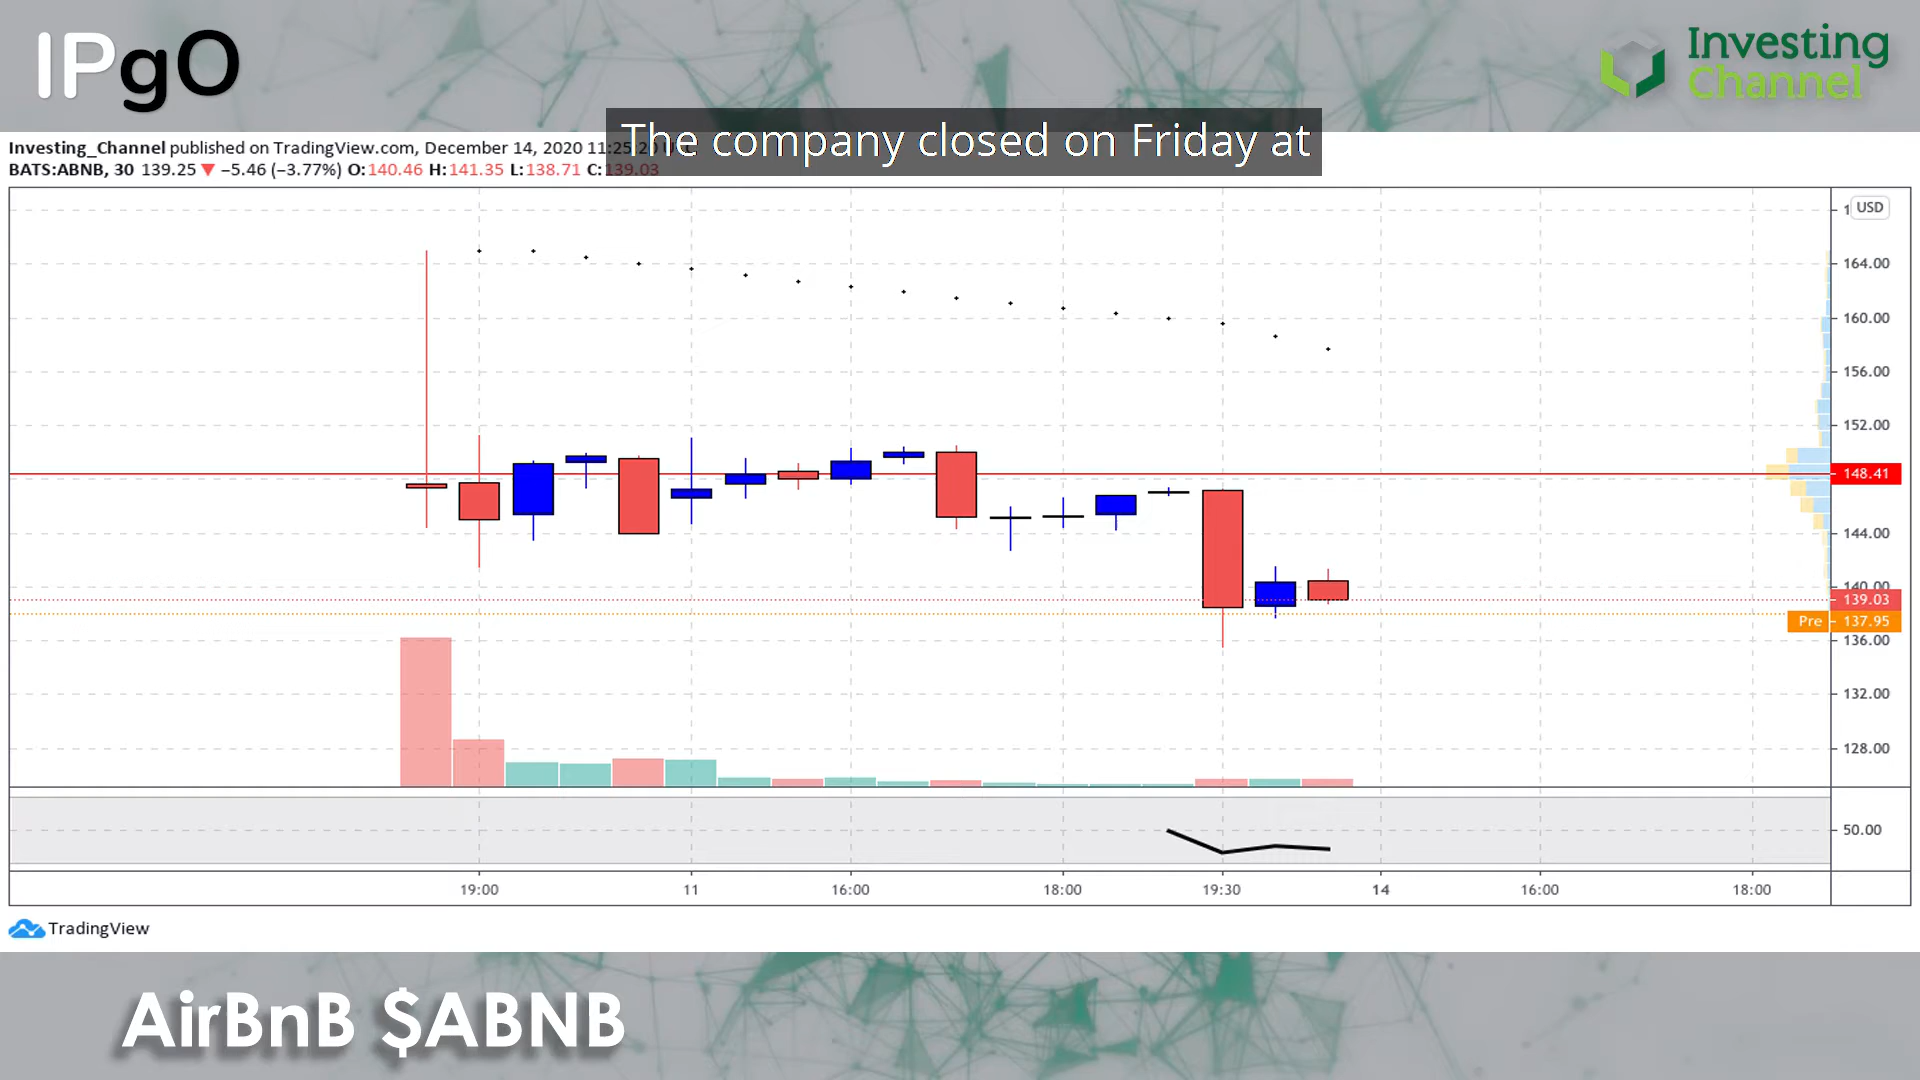 IPgO
Investing
Channel
The company closed on Friday at
Investing_Channel published on TradingView.com, December 14, 2020 11:25:20
BATS:ABNB, 30 139.25 ▼ −5.46 (−3.77%) O:140.46 H:141.35 L:138.71 C:139.03
USD
164.00
160.00
156.00
152.00
148.41
144.00
140.00
139.03
Pre 137.95
136.00
132.00
128.00
50.00
19:00 11 16:00 18:00 19:30 14 16:00 18:00
TradingView
AirBnB $ABNB